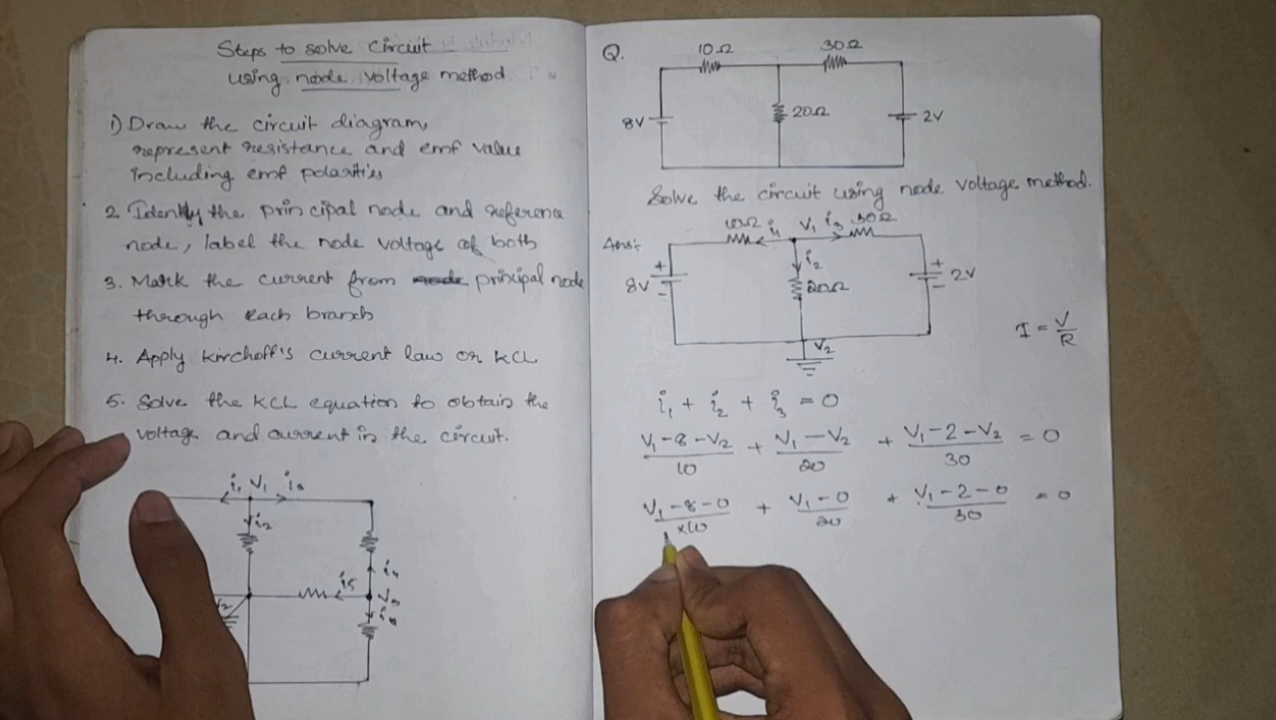 Steps to solve circuit
using node voltage method
1) Draw the circuit diagram,
represent resistance and emf value
including emf polarities
2. Identify the principal node and reference
node, label the node voltage of both
3. Mark the current from principal node
through each branch
4. Apply kirchoff's current law or KCL
5. Solve the KCL equation to obtain the
voltage and current in the circuit.
i₁ V₁ i₃
i₂
i₄
i₅ V₃
Q.
10Ω 30Ω
8V 20Ω 2V
Solve the circuit using node voltage method.
10Ω i₁ V₁ i₃ 30Ω
Ans:
i₂
+ +
8V 20Ω 2V
- -
V₂
I = V/R
i₁ + i₂ + i₃ = 0
(V₁-8-V₂)/10 + (V₁-V₂)/20 + (V₁-2-V₂)/30 = 0
(V₁-8-0)/×10 + (V₁-0)/20 + (V₁-2-0)/30 = 0